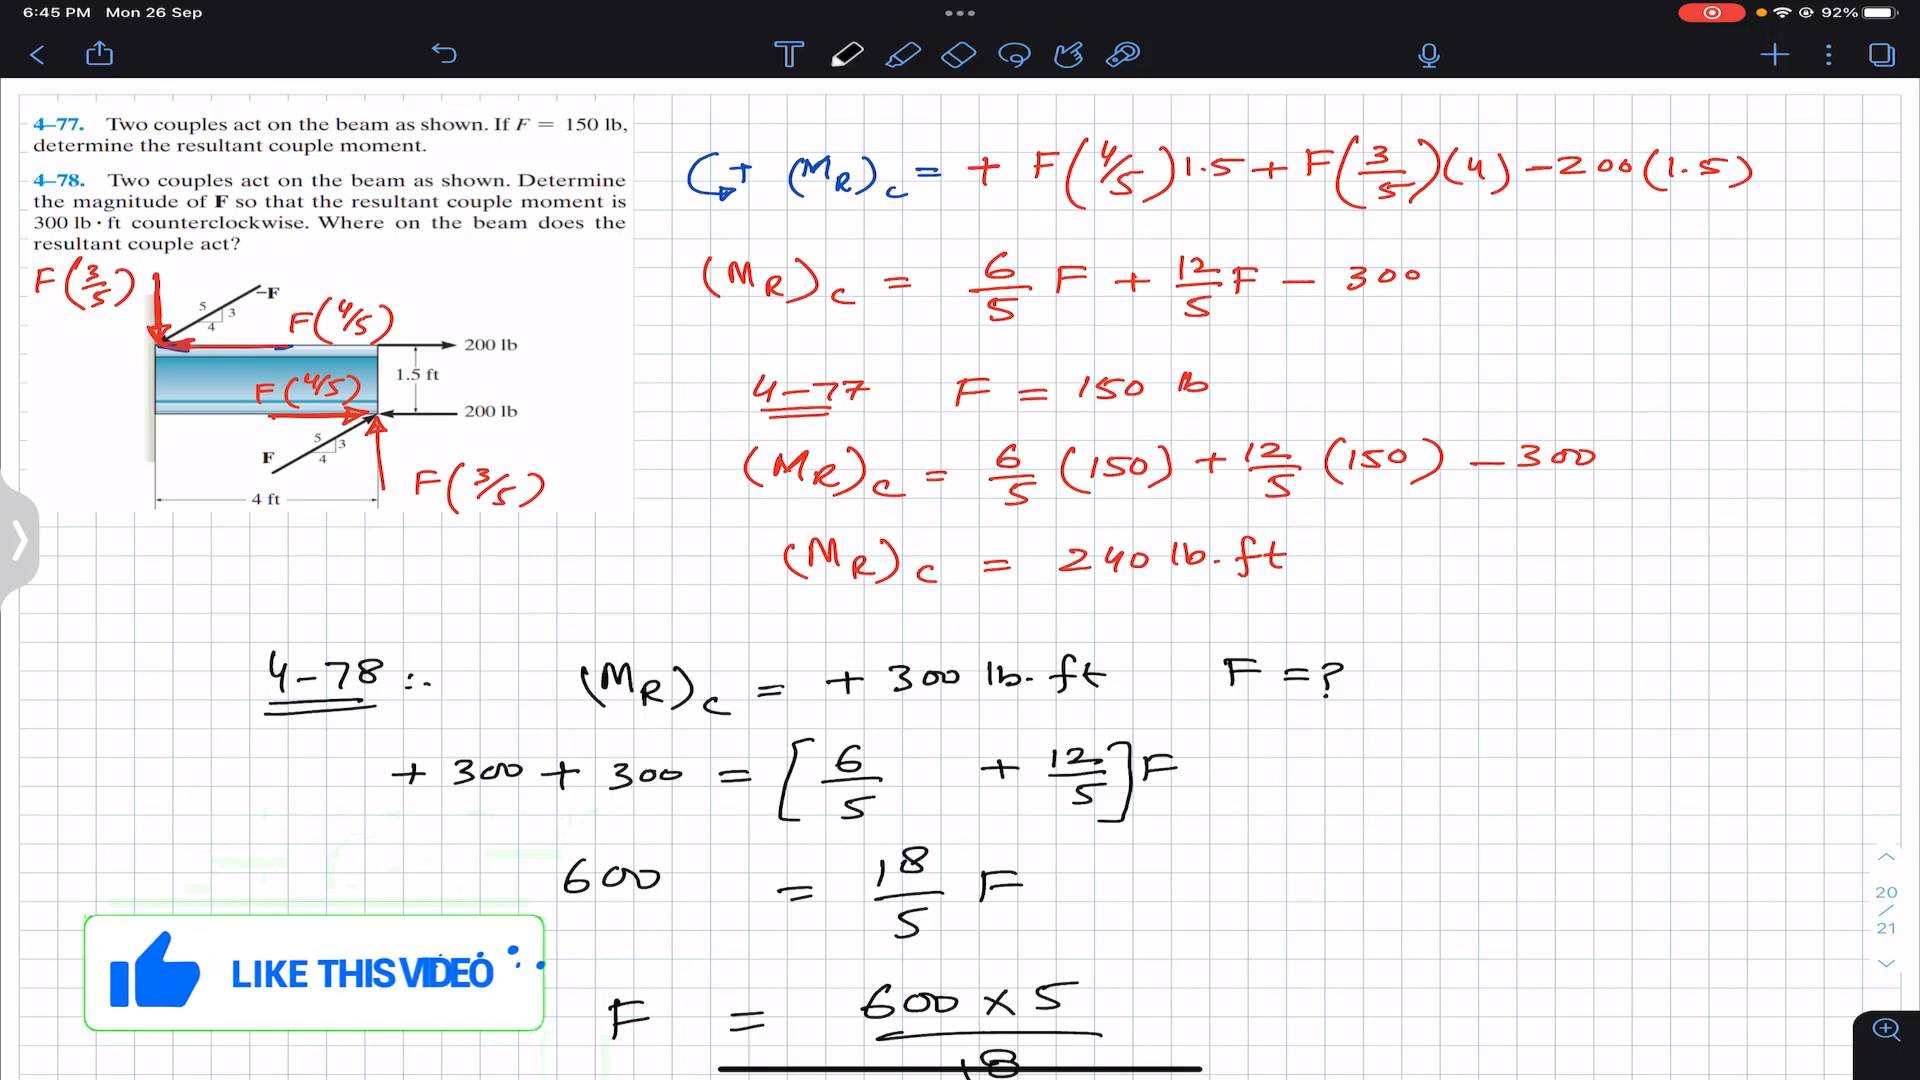 6:45 PM Mon 26 Sep
92%
4–77. Two couples act on the beam as shown. If F = 150 lb,
determine the resultant couple moment.
4–78. Two couples act on the beam as shown. Determine
the magnitude of F so that the resultant couple moment is
300 lb · ft counterclockwise. Where on the beam does the
resultant couple act?
F(3/5)
–F
5
3
4
F(4/5)
200 lb
1.5 ft
F(4/5)
200 lb
5
3
4
F
F(3/5)
4 ft
+ (MR)c = + F(4/5)1.5 + F(3/5)(4) – 200(1.5)
(MR)c = 6/5 F + 12/5 F – 300
4–77 F = 150 lb
(MR)c = 6/5 (150) + 12/5 (150) – 300
(MR)c = 240 lb.ft
4–78 :- (MR)c = + 300 lb.ft F = ?
+ 300 + 300 = [6/5 + 12/5]F
600 = 18/5 F
F = 600 × 5 / 18
LIKE THIS VIDEO
20
/
21